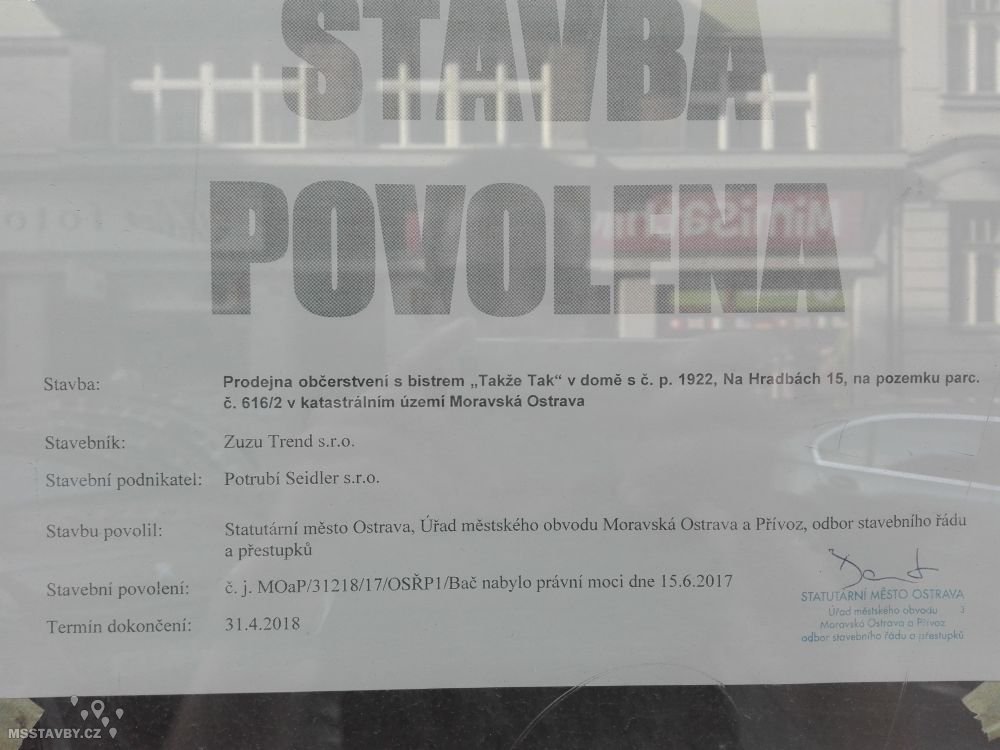 STAVBA
POVOLENA
Stavba: Prodejna občerstvení s bistrem „Takže Tak“ v domě s č. p. 1922, Na Hradbách 15, na pozemku parc.
č. 616/2 v katastrálním území Moravská Ostrava
Stavebník: Zuzu Trend s.r.o.
Stavební podnikatel: Potrubí Seidler s.r.o.
Stavbu povolil: Statutární město Ostrava, Úřad městského obvodu Moravská Ostrava a Přívoz, odbor stavebního řádu
a přestupků
Stavební povolení: č. j. MOaP/31218/17/OSŘP1/Bač nabylo právní moci dne 15.6.2017
Termín dokončení: 31.4.2018
STATUTÁRNÍ MĚSTO OSTRAVA
Úřad městského obvodu 3
Moravská Ostrava a Přívoz
odbor stavebního řádu a přestupků
MSSTAVBY.CZ